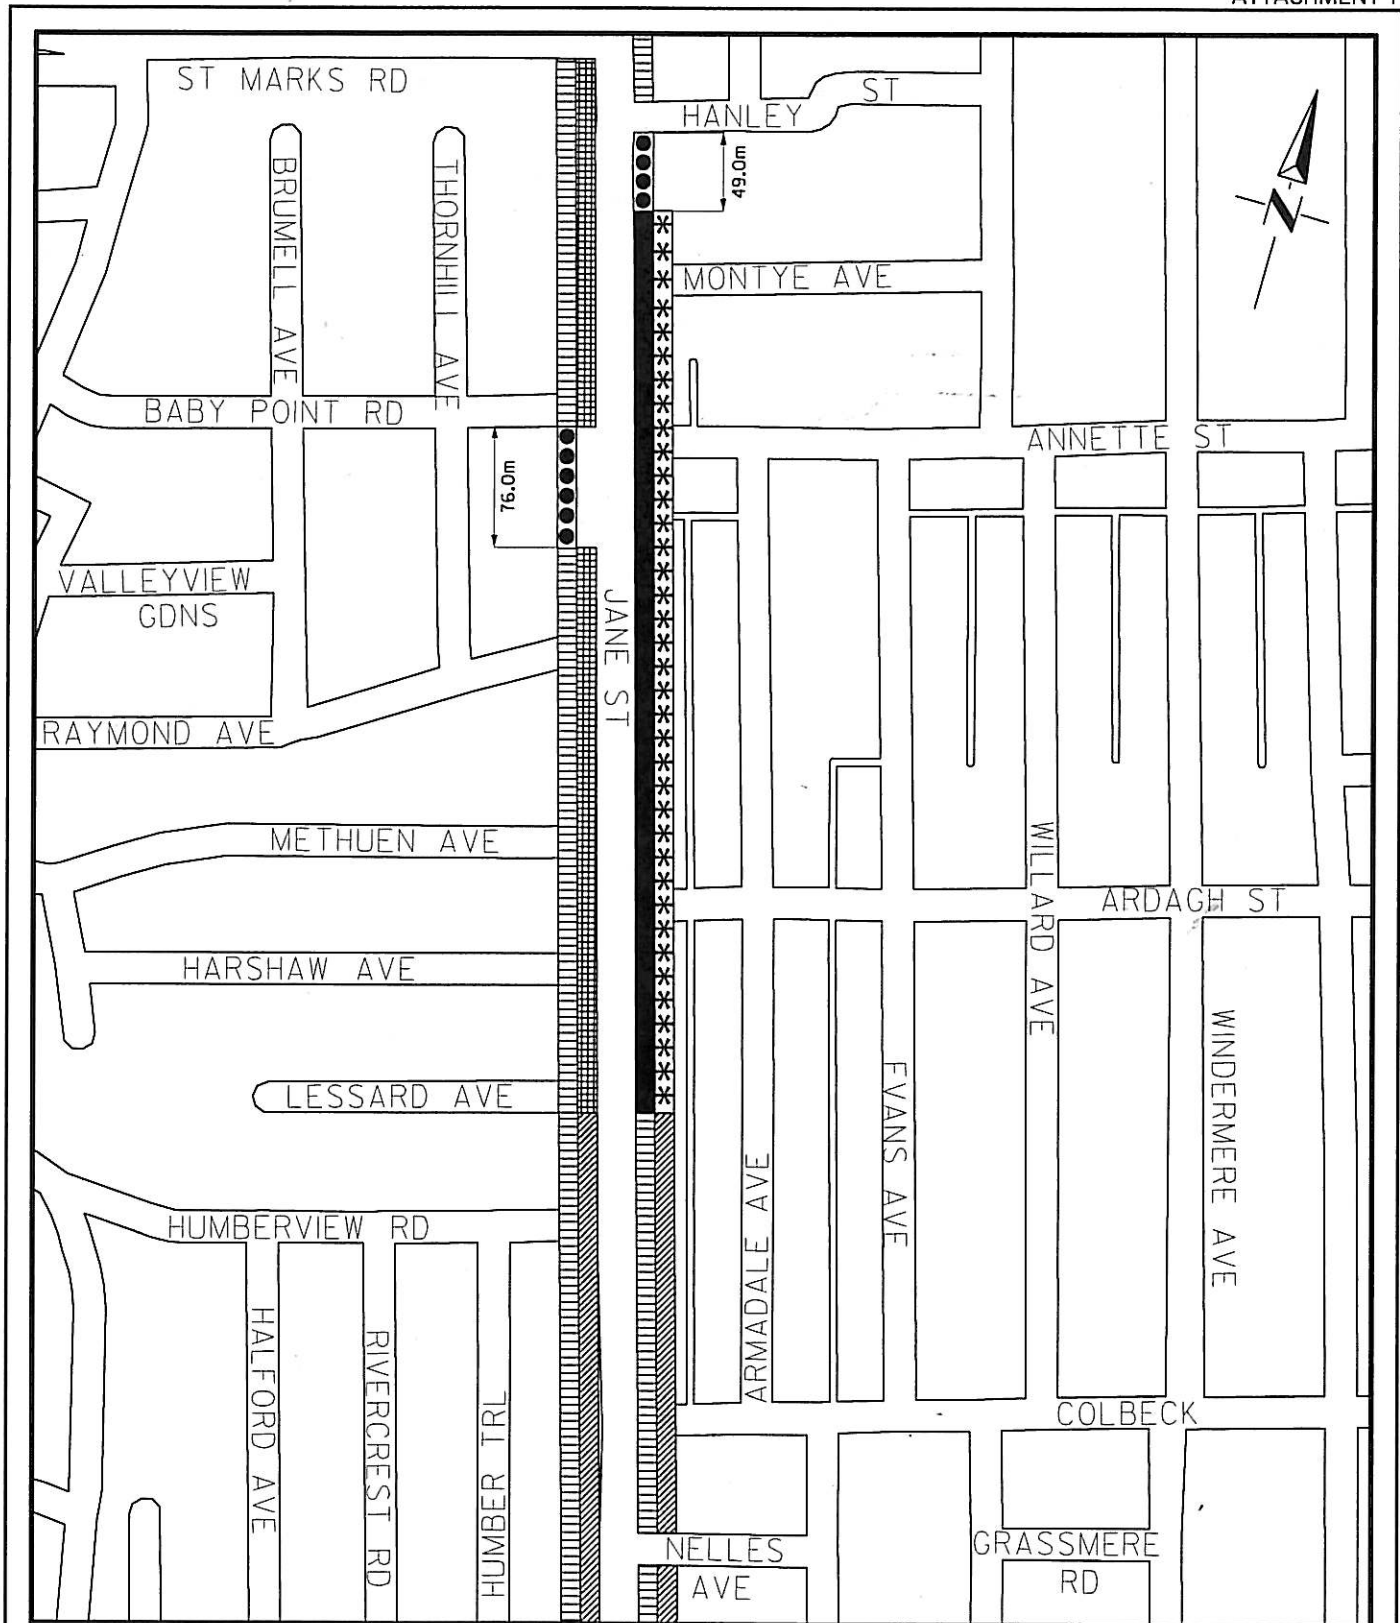 ST MARKS RD
HANLEY ST
BRUMELL AVE
THORNHILL AVE
49.0m
N
MONTYE AVE
BABY POINT RD
ANNETTE ST
76.0m
VALLEYVIEW
GDNS
JANE ST
RAYMOND AVE
METHUEN AVE
WILLARD AVE
ARDAGH ST
HARSHAW AVE
LESSARD AVE
EVANS AVE
WINDERMERE AVE
ARMADALE AVE
HUMBERVIEW RD
HALFORD AVE
RIVERCREST RD
HUMBER TRL
COLBECK
NELLES
AVE
GRASSMERE
RD